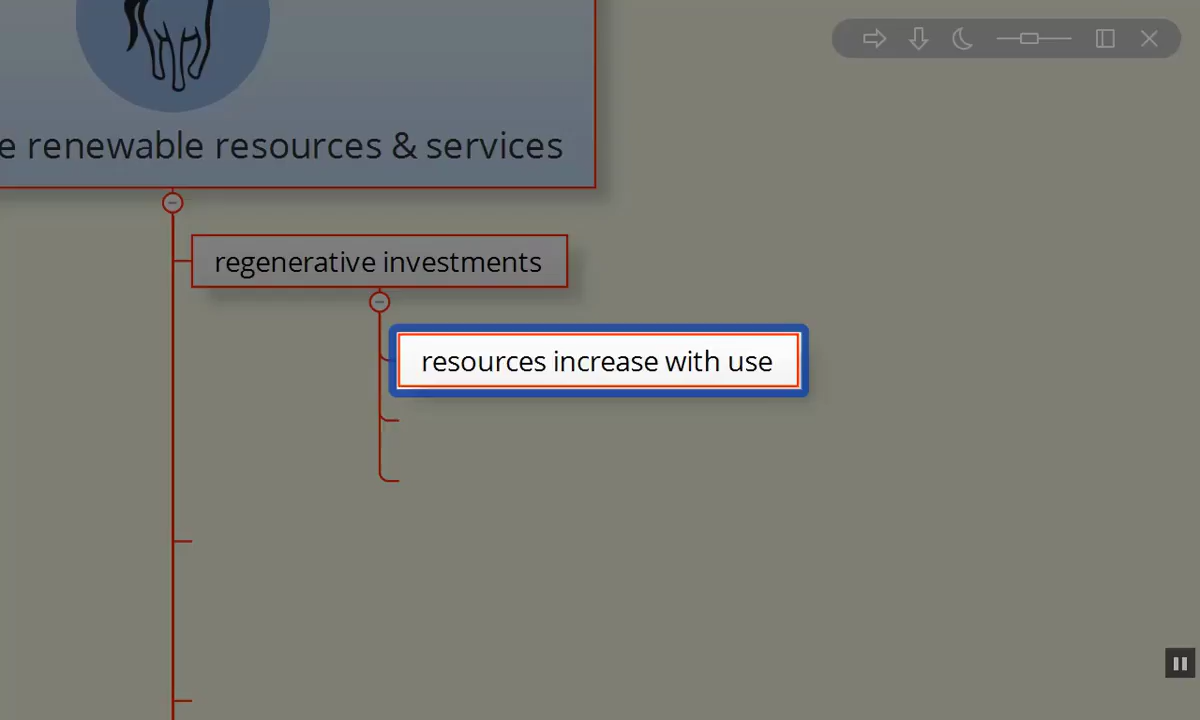 renewable resources & services
regenerative investments
resources increase with use